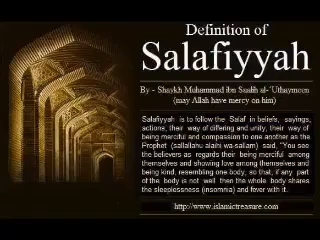 Definition of
Salafiyyah
By - Shaykh Muhammad ibn Saalih al-'Uthaymeen
(may Allah have mercy on him)
Salafiyyah is to follow the Salaf in beliefs, sayings,
actions, their way of differing and uniting, their way of
being merciful and compassion to one another as the
Prophet (sallallahu alaihi wa-sallam) said, "You see
the believers as regards their being merciful among
themselves and showing love among themselves and
being kind, resembling one body, so that, if any part
of the body is not well then the whole body shares
the sleeplessness (insomnia) and fever with it.
http://www.islamictreasure.com